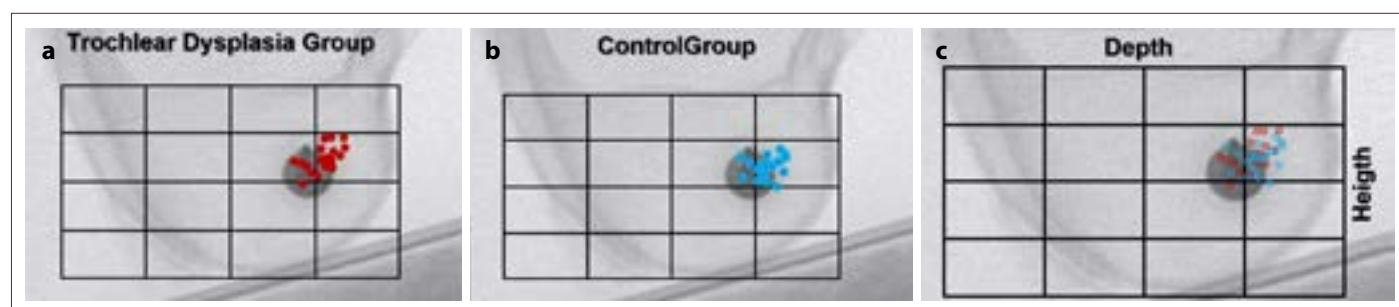 a
Trochlear Dysplasia Group
b
ControlGroup
c
Depth
Heigth